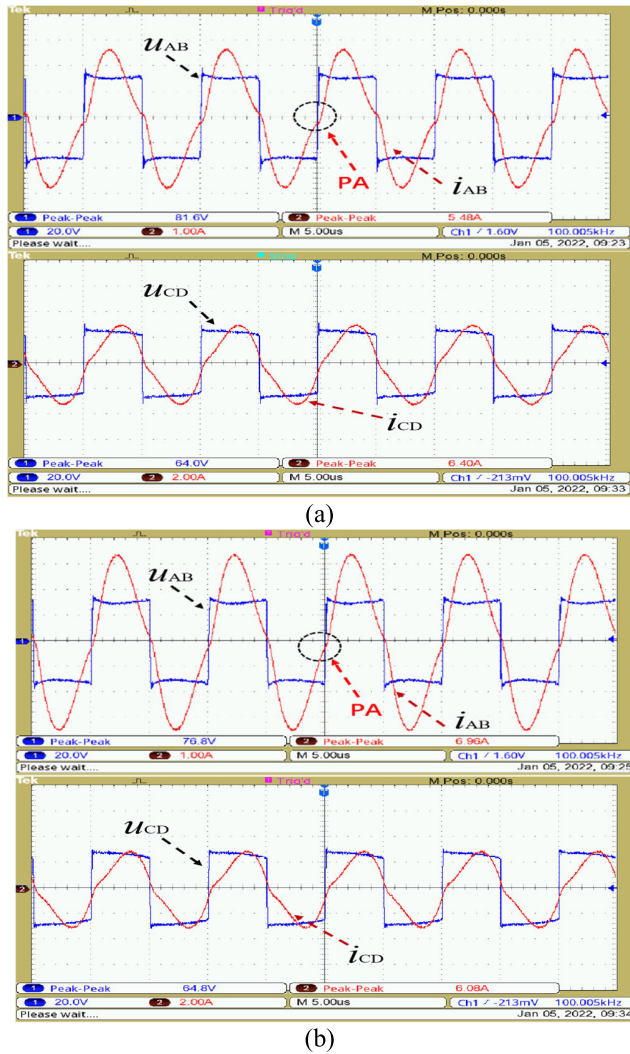 Tek Trig'd M Pos: 0.000s
uAB
1
PA
iAB
1 Peak-Peak 81.6V 2 Peak-Peak 5.48A
1 20.0V 2 1.00A M 5.00us Ch1 / 1.60V 100.005kHz
Please wait.... Jan 05, 2022, 09:23
Tek M Pos: 0.000s
uCD
2
iCD
1 Peak-Peak 64.0V 2 Peak-Peak 6.40A
1 20.0V 2 2.00A M 5.00us Ch1 / -213mV 100.005kHz
Please wait.... Jan 05, 2022, 09:33
(a)
Tek Trig'd M Pos: 0.000s
uAB
1
PA
iAB
1 Peak-Peak 76.8V 2 Peak-Peak 6.96A
1 20.0V 2 1.00A M 5.00us Ch1 / 1.60V 100.005kHz
Please wait.... Jan 05, 2022, 09:25
Tek Trig'd M Pos: 0.000s
uCD
2
iCD
1 Peak-Peak 64.8V 2 Peak-Peak 6.08A
1 20.0V 2 2.00A M 5.00us Ch1 / -213mV 100.005kHz
Please wait.... Jan 05, 2022, 09:34
(b)